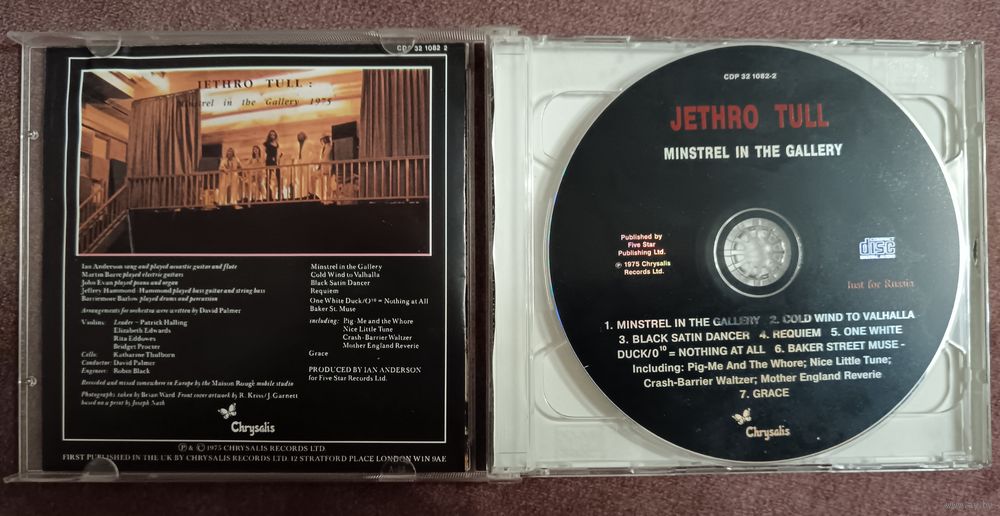 CDP 32 1082 2
JETHRO TULL :
Minstrel in the Gallery 1975
Ian Anderson sang and played acoustic guitar and flute
Martin Barre played electric guitars
John Evan played piano and organ
Jeffrey Hammond-Hammond played bass guitar and string bass
Barriemore Barlow played drums and percussion
Arrangements for orchestra were written by David Palmer
Violins: Leader – Patrick Halling
Elizabeth Edwards
Rita Eddowes
Bridget Procter
Cello: Katharine Thulborn
Conductor: David Palmer
Engineer: Robin Black
Recorded and mixed somewhere in Europe by the Maison Rouge mobile studio
Photographs taken by Brian Ward Front cover artwork by R. Kriss/J. Garnett
based on a print by Joseph Nash
Minstrel in the Gallery
Cold Wind to Valhalla
Black Satin Dancer
Requiem
One White Duck/O¹⁰ = Nothing at All
Baker St. Muse
including: Pig-Me and the Whore
Nice Little Tune
Crash-Barrier Waltzer
Mother England Reverie
Grace
PRODUCED BY IAN ANDERSON
for Five Star Records Ltd.
Chrysalis
℗ & © 1975 CHRYSALIS RECORDS LTD.
FIRST PUBLISHED IN THE UK BY CHRYSALIS RECORDS LTD. 12 STRATFORD PLACE LONDON W1N 9AE
CDP 32 1082-2
JETHRO TULL
MINSTREL IN THE GALLERY
Published by
Five Star
Publishing Ltd.
℗ 1975 Chrysalis
Records Ltd.
COMPACT
disc
DIGITAL AUDIO
Just for Russia
1. MINSTREL IN THE GALLERY 2. COLD WIND TO VALHALLA
3. BLACK SATIN DANCER 4. REQUIEM 5. ONE WHITE
DUCK/0¹⁰ = NOTHING AT ALL 6. BAKER STREET MUSE -
Including: Pig-Me And The Whore; Nice Little Tune;
Crash-Barrier Waltzer; Mother England Reverie
7. GRACE
Chrysalis